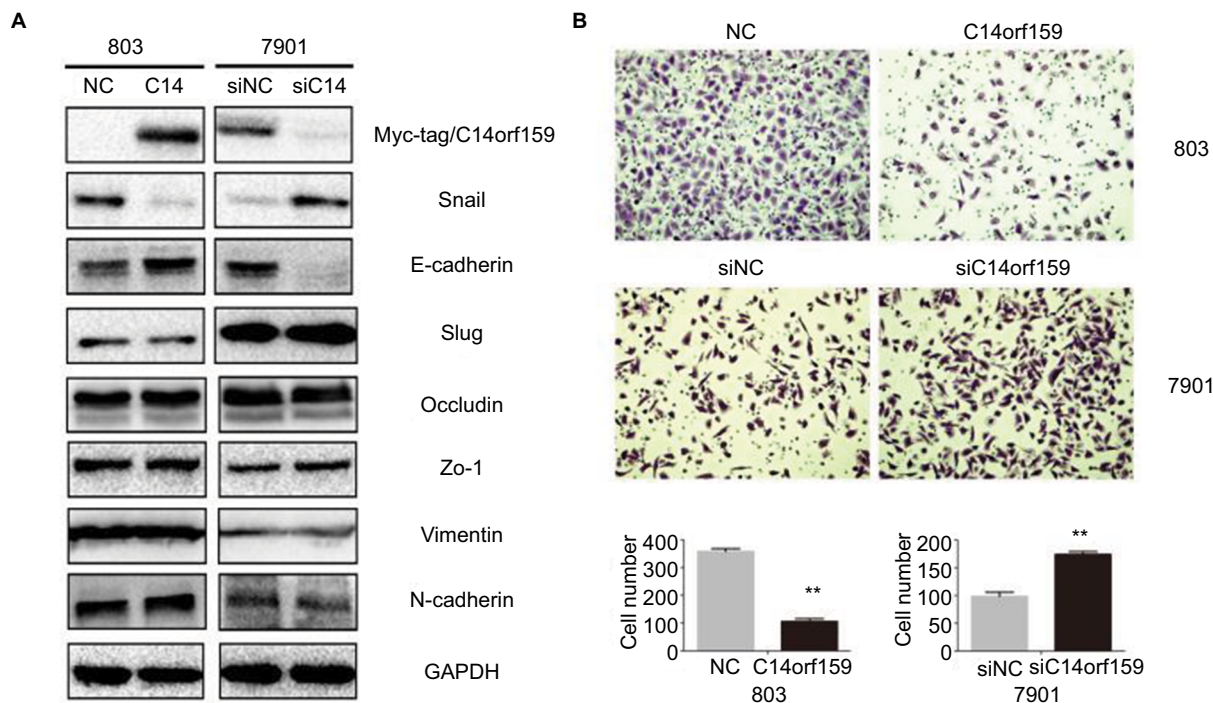 A
803 7901
NC C14 siNC siC14
Myc-tag/C14orf159
Snail
E-cadherin
Slug
Occludin
Zo-1
Vimentin
N-cadherin
GAPDH
B
NC C14orf159
803
siNC siC14orf159
7901
Cell number
400
300
200
100
0
**
NC C14orf159
803
Cell number
200
150
100
50
0
**
siNC siC14orf159
7901